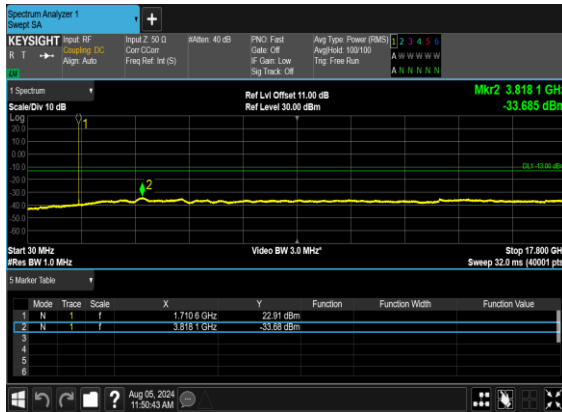 Spectrum Analyzer 1
Swept SA
KEYSIGHT Input: RF Input Z: 50 Ω #Atten: 40 dB PNO: Fast Avg Type: Power (RMS) 1 2 3 4 5 6
R T Coupling: DC Corr CCorr Gate: Off Avg|Hold: 100/100 A W W W W W
Align: Auto Freq Ref: Int (S) IF Gain: Low Trig: Free Run
Sig Track: Off A N N N N N
1 Spectrum
Scale/Div 10 dB Ref Lvl Offset 11.00 dB Mkr2 3.818 1 GHz
Ref Level 30.00 dBm -33.685 dBm
Log
20.0 1
10.0
0.00
-10.0 DL1 -13.00 dBm
-20.0
-30.0 2
-40.0
-50.0
-60.0
Start 30 MHz Video BW 3.0 MHz* Stop 17.800 GHz
#Res BW 1.0 MHz Sweep 32.0 ms (40001 pts)
5 Marker Table
Mode Trace Scale X Y Function Function Width Function Value
1 N 1 f 1.710 6 GHz 22.91 dBm
2 N 1 f 3.818 1 GHz -33.68 dBm
3
4
5
6
? Aug 05, 2024
11:50:43 AM